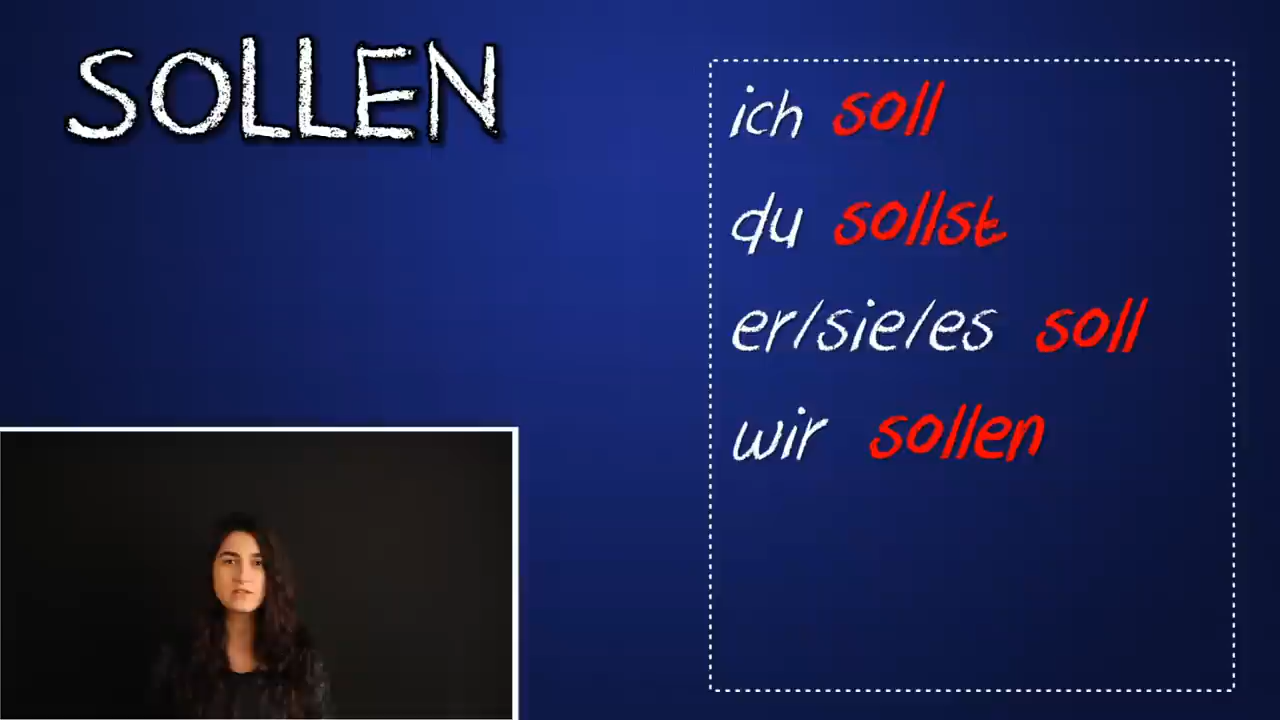 SOLLEN
ich soll
du sollst
er/sie/es soll
wir sollen